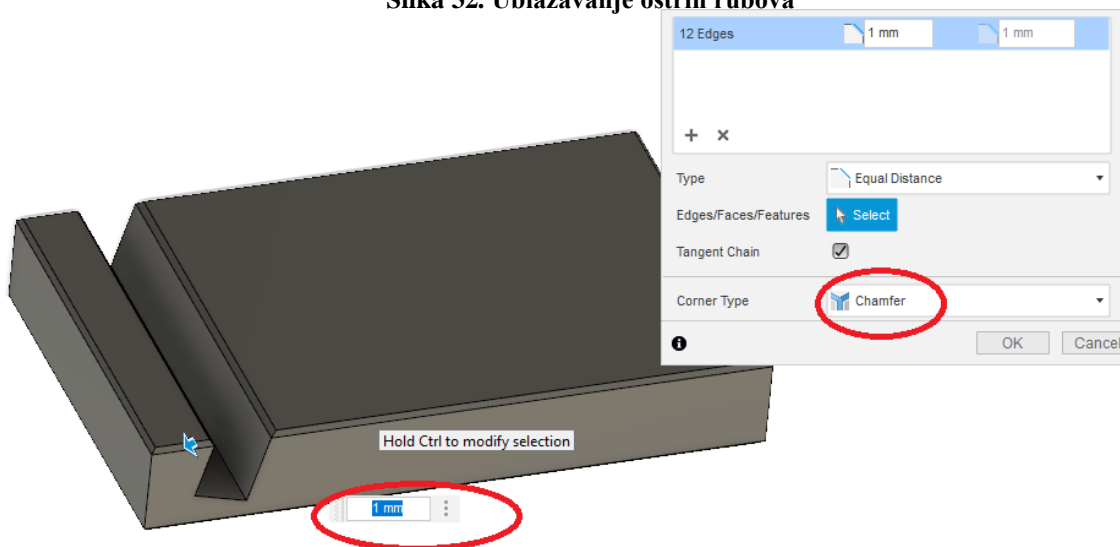 Slika 32. Ublažavanje oštrih rubova
12 Edges 1 mm 1 mm
Type Equal Distance
Edges/Faces/Features Select
Tangent Chain
Corner Type Chamfer
OK Cancel
Hold Ctrl to modify selection
1 mm